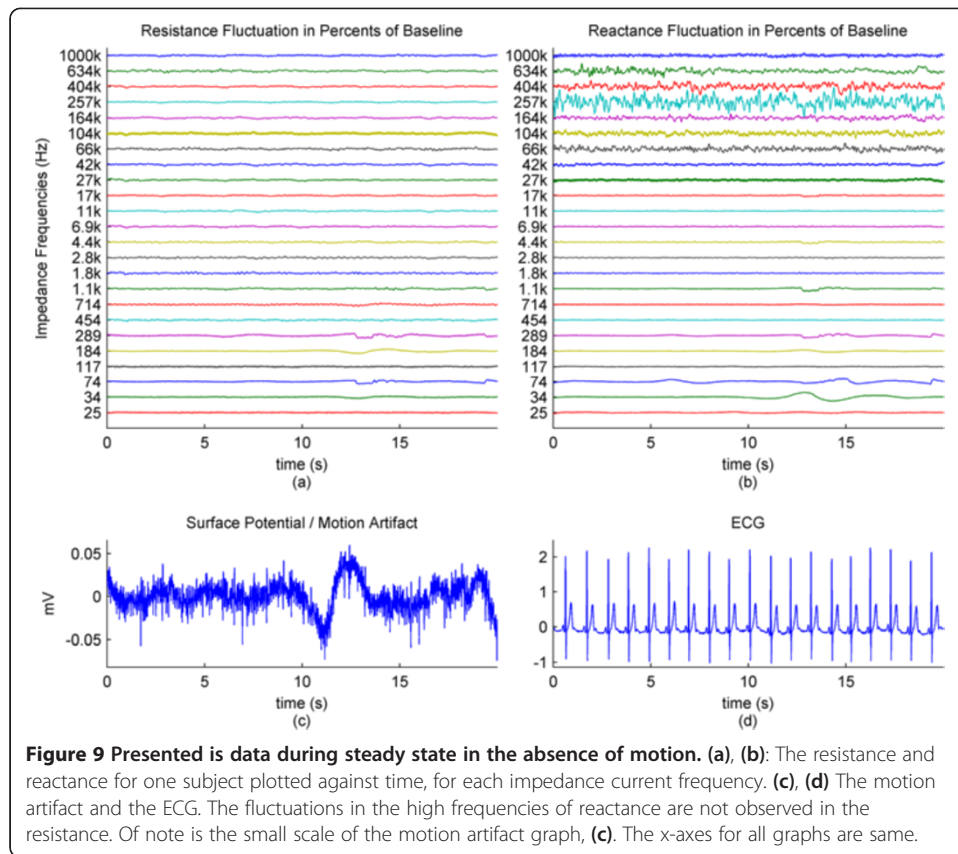 Resistance Fluctuation in Percents of Baseline
Reactance Fluctuation in Percents of Baseline
Impedance Frequencies (Hz)
1000k
634k
404k
257k
164k
104k
66k
42k
27k
17k
11k
6.9k
4.4k
2.8k
1.8k
1.1k
714
454
289
184
117
74
34
25
0 5 10 15
time (s)
(a)
1000k
634k
404k
257k
164k
104k
66k
42k
27k
17k
11k
6.9k
4.4k
2.8k
1.8k
1.1k
714
454
289
184
117
74
34
25
0 5 10 15
time (s)
(b)
Surface Potential / Motion Artifact
mV
0.05
0
-0.05
0 5 10 15
time (s)
(c)
ECG
2
1
0
-1
0 5 10 15
time (s)
(d)
Figure 9 Presented is data during steady state in the absence of motion. (a), (b): The resistance and
reactance for one subject plotted against time, for each impedance current frequency. (c), (d) The motion
artifact and the ECG. The fluctuations in the high frequencies of reactance are not observed in the
resistance. Of note is the small scale of the motion artifact graph, (c). The x-axes for all graphs are same.